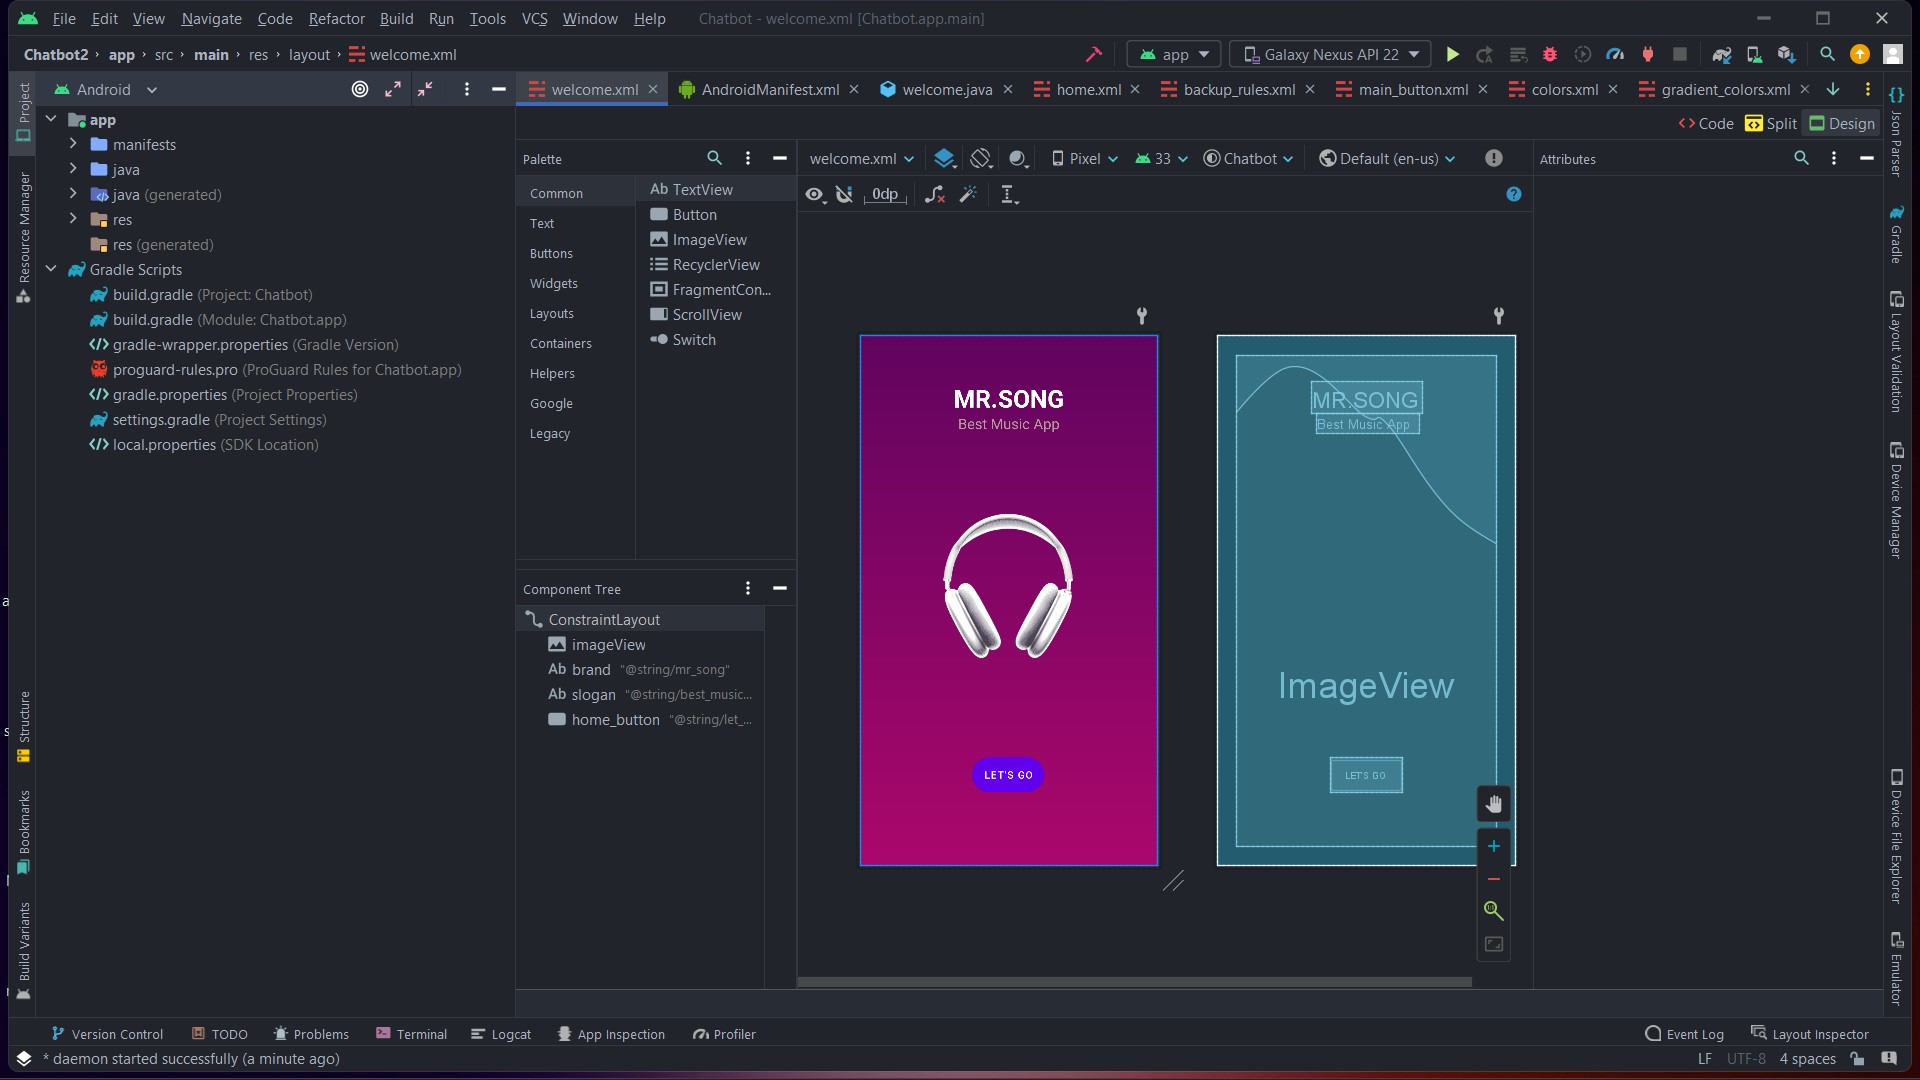 File Edit View Navigate Code Refactor Build Run Tools VCS Window Help Chatbot - welcome.xml [Chatbot.app.main]
Chatbot2 app src main res layout welcome.xml app Galaxy Nexus API 22
Android welcome.xml AndroidManifest.xml welcome.java home.xml backup_rules.xml main_button.xml colors.xml gradient_colors.xml
Code Split Design
Project
Resource Manager
Structure
Bookmarks
Build Variants
app
manifests
java
java (generated)
res
res (generated)
Gradle Scripts
build.gradle (Project: Chatbot)
build.gradle (Module: Chatbot.app)
gradle-wrapper.properties (Gradle Version)
proguard-rules.pro (ProGuard Rules for Chatbot.app)
gradle.properties (Project Properties)
settings.gradle (Project Settings)
local.properties (SDK Location)
Palette
Common
Text
Buttons
Widgets
Layouts
Containers
Helpers
Google
Legacy
Ab TextView
Button
ImageView
RecyclerView
FragmentCon...
ScrollView
Switch
Component Tree
ConstraintLayout
imageView
Ab brand "@string/mr_song"
Ab slogan "@string/best_music...
home_button "@string/let_...
welcome.xml Pixel 33 Chatbot Default (en-us)
0dp
MR.SONG
Best Music App
LET'S GO
MR.SONG
Best Music App
ImageView
LET'S GO
Attributes
Json Parser
Gradle
Layout Validation
Device Manager
Device File Explorer
Emulator
Version Control TODO Problems Terminal Logcat App Inspection Profiler Event Log Layout Inspector
* daemon started successfully (a minute ago) LF UTF-8 4 spaces